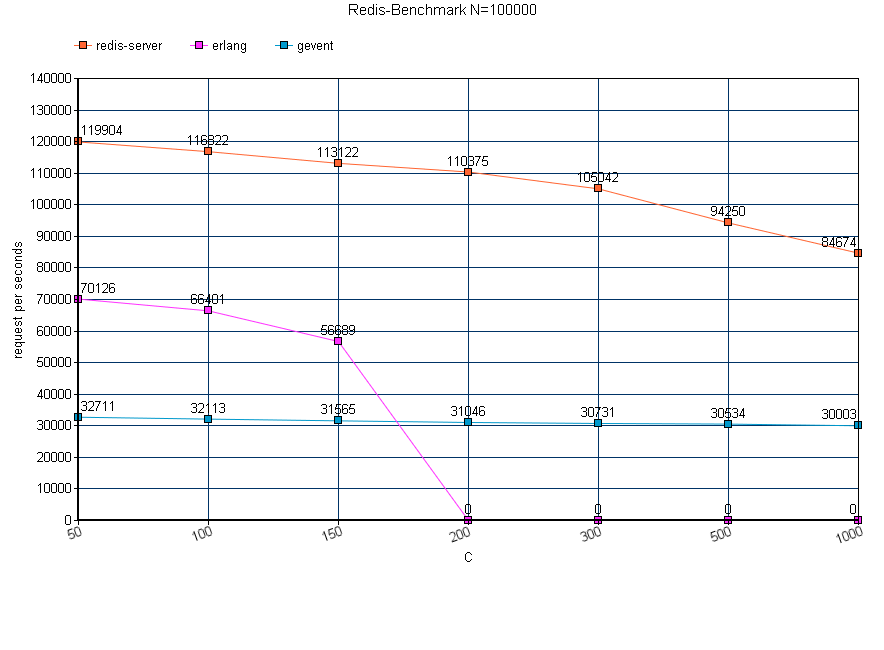 Redis-Benchmark N=100000
redis-server erlang gevent
140000
130000
120000 119904 116822 113122
110000 110375 105042
100000 94250
90000 84674
80000
70000 70126 66401
60000 56689
50000
40000 32711 32113 31565 31046 30731 30534 30003
30000
20000
10000
0 0 0 0 0
50 100 150 200 300 500 1000
C
request per seconds